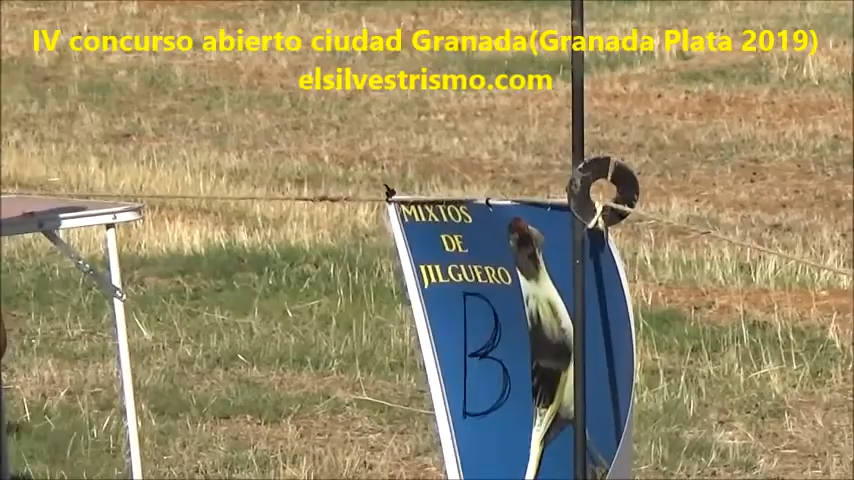 IV concurso abierto ciudad Granada(Granada Plata 2019)
elsilvestrismo.com
MIXTOS
DE
JILGUERO
B